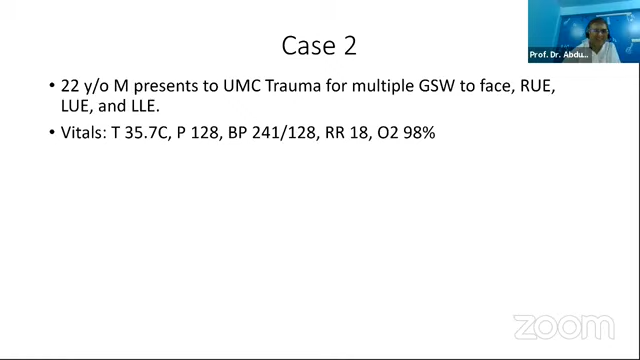 Case 2
• 22 y/o M presents to UMC Trauma for multiple GSW to face, RUE,
LUE, and LLE.
• Vitals: T 35.7C, P 128, BP 241/128, RR 18, O2 98%
Prof. Dr. Abdu...
zoom